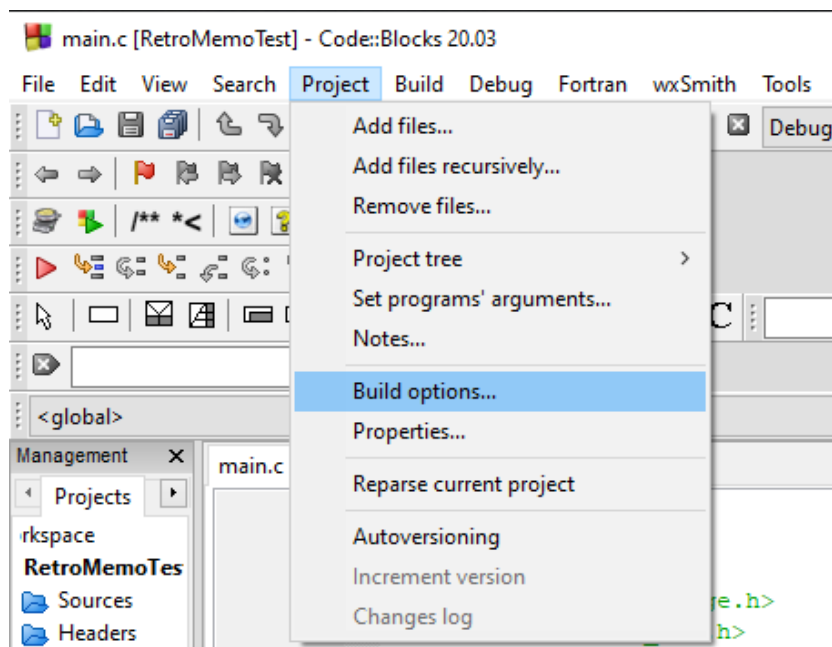 main.c [RetroMemoTest] - Code::Blocks 20.03
File Edit View Search Project Build Debug Fortran wxSmith Tools
Add files...
Debug
Add files recursively...
Remove files...
/** *<
Project tree
Set programs' arguments...
C
Notes...
Build options...
<global>
Properties...
Management
main.c
Reparse current project
Projects
rkspace
Autoversioning
RetroMemoTes
Increment version
Sources
ge.h>
Changes log
Headers
h>